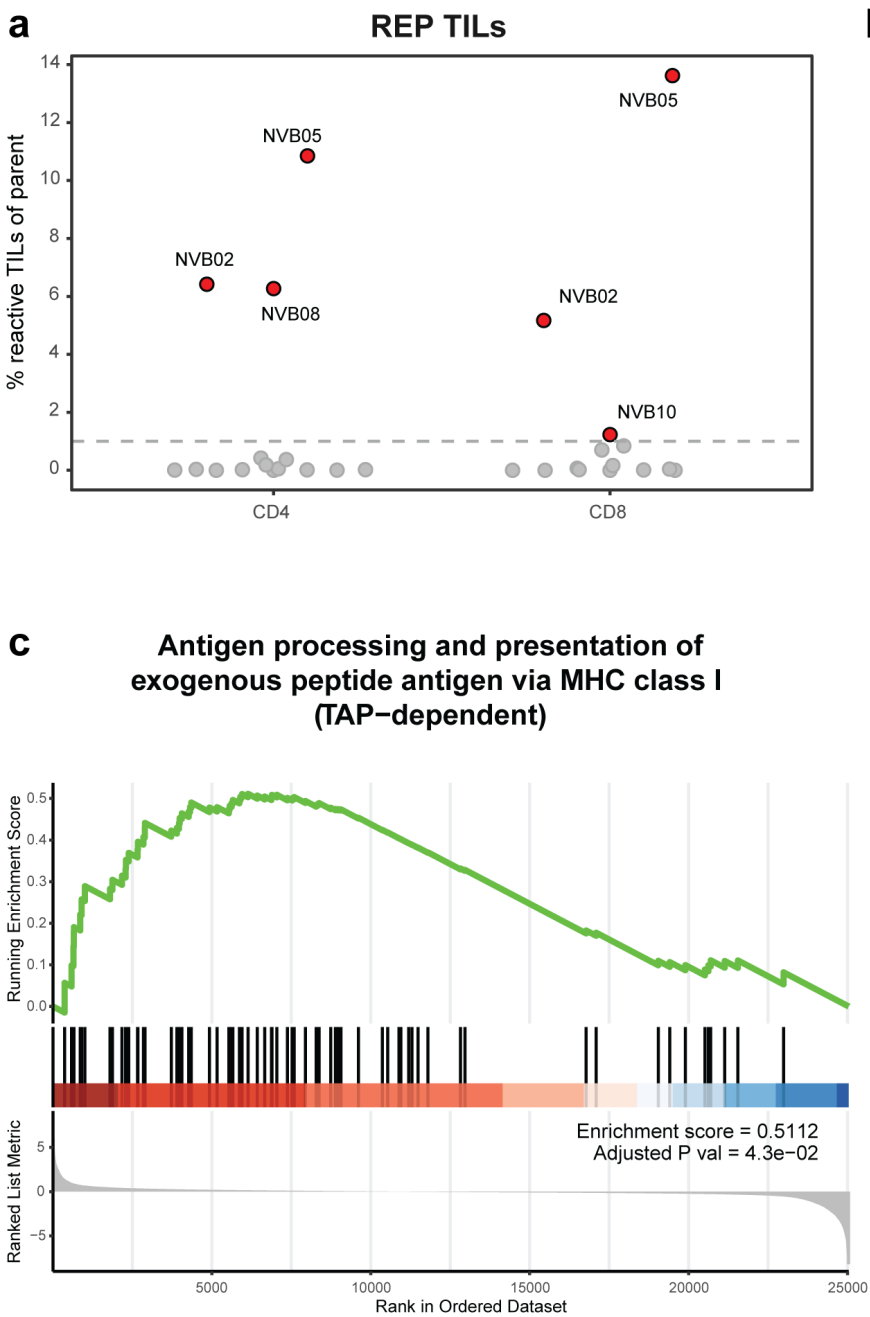 a
REP TILs
% reactive TILs of parent
14
12
10
8
6
4
2
0
NVB05
NVB05
NVB02
NVB08
NVB02
NVB10
CD4
CD8
c
Antigen processing and presentation of
exogenous peptide antigen via MHC class I
(TAP−dependent)
Running Enrichment Score
0.5
0.4
0.3
0.2
0.1
0.0
Ranked List Metric
5
0
−5
Enrichment score = 0.5112
Adjusted P val = 4.3e−02
5000
10000
15000
20000
25000
Rank in Ordered Dataset